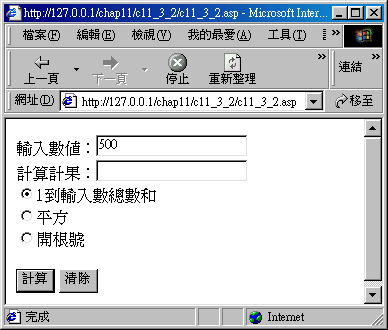 http://127.0.0.1/chap11/c11_3_2/c11_3_2.asp - Microsoft Inter...
檔案(F) 編輯(E) 檢視(V) 我的最愛(A) 工具(T) »
上一頁 下一頁 停止 重新整理 » 連結 »
網址(D) http://127.0.0.1/chap11/c11_3_2/c11_3_2.asp 移至
輸入數值：500
計算計果：
1到輸入數總數和
平方
開根號
計算 清除
完成 Internet